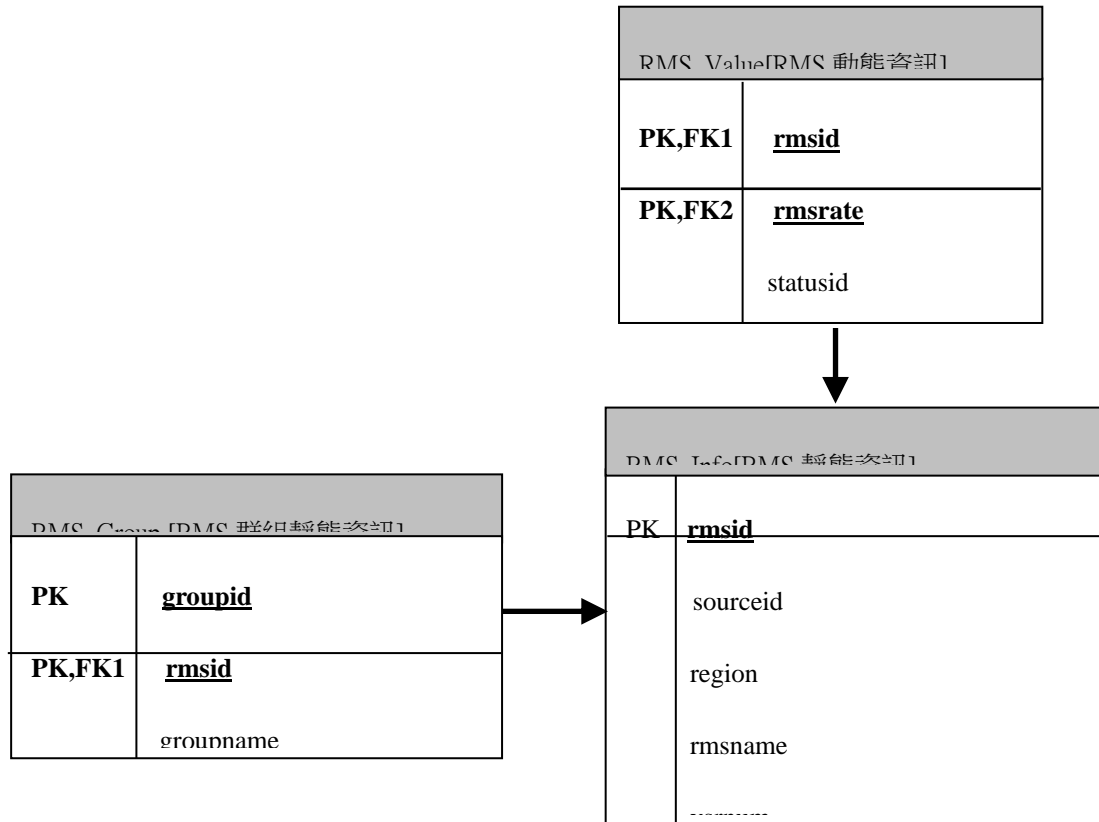 RMS_Value[RMS 動態資訊]
PK,FK1 rmsid
PK,FK2 rmsrate
statusid
RMS_Info[RMS 靜態資訊]
PK rmsid
sourceid
region
rmsname
RMS_Group [RMS 群組靜態資訊]
PK groupid
PK,FK1 rmsid
groupname